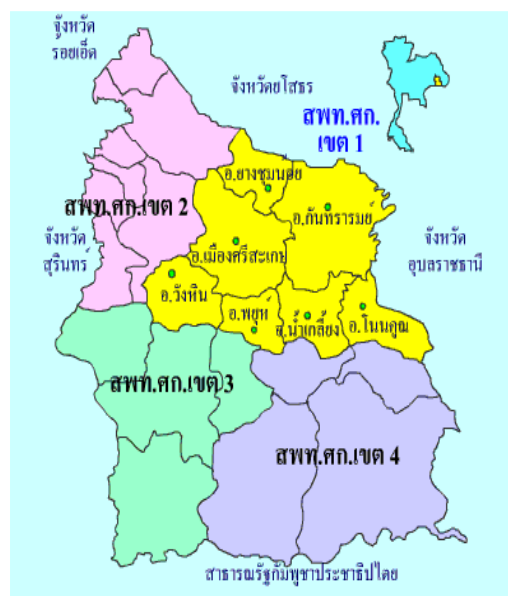 จังหวัด
ร้อยเอ็ด
จังหวัดยโสธร
สพท.ศก.
เขต 1
อ.ยางชุมน้อย
สพท.ศก.เขต 2
อ.กันทรารมย์
จังหวัด
สุรินทร์
อ.เมืองศรีสะเกษ
จังหวัด
อุบลราชธานี
อ.วังหิน
อ.พยุห์
อ.น้ำเกลี้ยง
อ.โนนคูณ
สพท.ศก.เขต 3
สพท.ศก.เขต 4
สาธารณรัฐกัมพูชาประชาธิปไตย